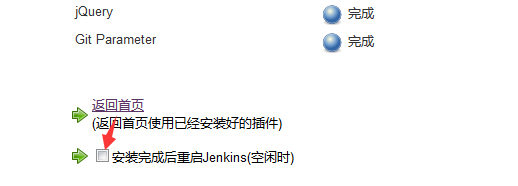 jQuery 完成
Git Parameter 完成
返回首页
(返回首页使用已经安装好的插件)
安装完成后重启Jenkins(空闲时)